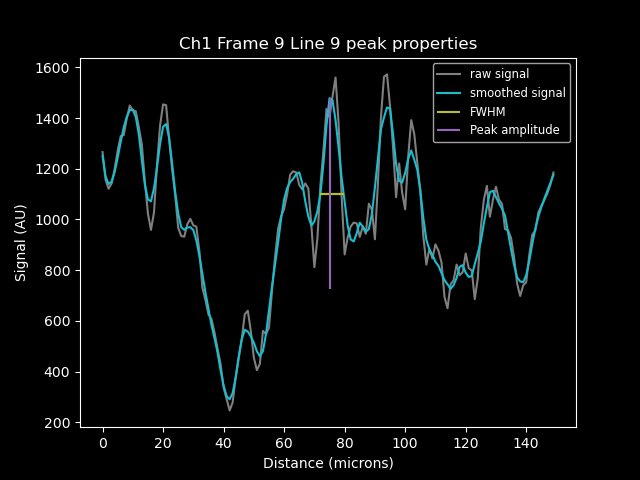 Ch1 Frame 9 Line 9 peak properties
raw signal
smoothed signal
FWHM
Peak amplitude
Signal (AU)
1600
1400
1200
1000
800
600
400
200
0 20 40 60 80 100 120 140
Distance (microns)